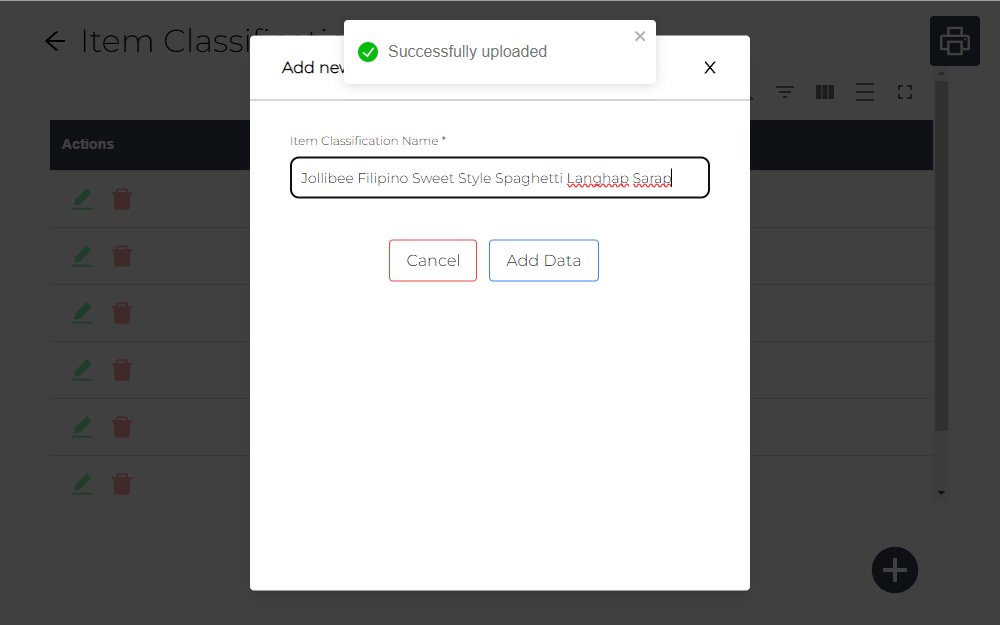 Item Classificati
Successfully uploaded
Add new
X
Actions
Item Classification Name *
Jollibee Filipino Sweet Style Spaghetti Langhap Sarap
Cancel
Add Data